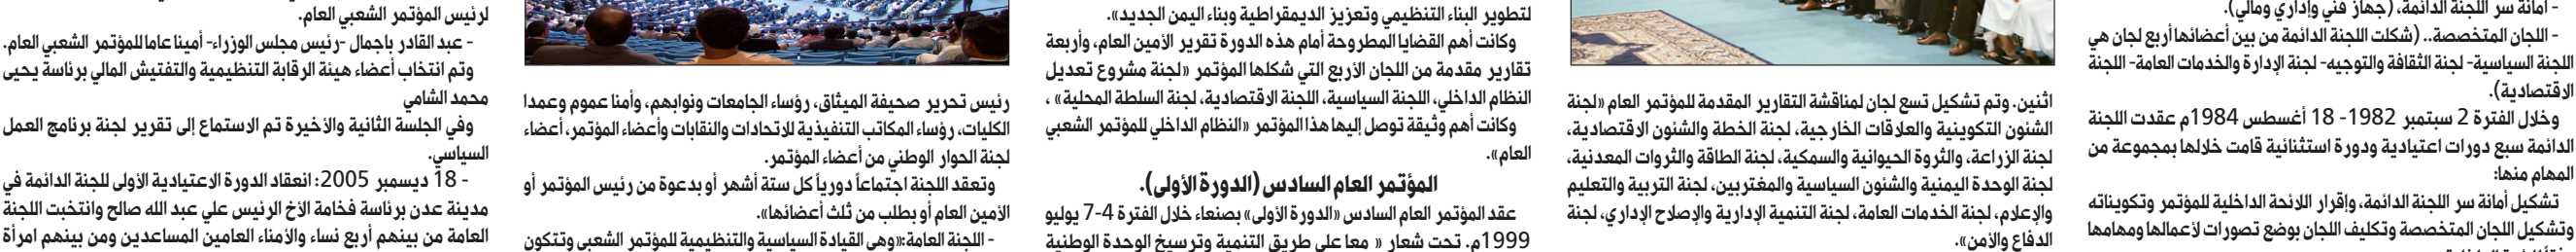 - أمانة سر اللجنة الدائمة، (جهاز فني وإداري ومالي).
- اللجان المتخصصة.. (شكلت اللجنة الدائمة من بين أعضائها أربع لجان هي
اللجنة السياسية- لجنة الثقافة والتوجيه- لجنة الإدارة والخدمات العامة- اللجنة
الاقتصادية).
وخلال الفترة 2 سبتمبر 1982- 18 أغسطس 1984م عقدت اللجنة
الدائمة سبع دورات اعتيادية ودورة استثنائية قامت خلالها بمجموعة من
المهام منها:
تشكيل أمانة سر اللجنة الدائمة، وإقرار اللائحة الداخلية للمؤتمر وتكويناته
وتشكيل اللجان المتخصصة وتكليف اللجان بوضع تصورات لأعمالها ومهامها
اثنين. وتم تشكيل تسع لجان لمناقشة التقارير المقدمة للمؤتمر العام «لجنة
الشئون التكوينية والعلاقات الخارجية، لجنة الخطة والشئون الاقتصادية،
لجنة الزراعة، والثروة الحيوانية والسمكية، لجنة الطاقة والثروات المعدنية،
لجنة الوحدة اليمنية والشئون السياسية والمغتربين، لجنة التربية والتعليم
والإعلام، لجنة الخدمات العامة، لجنة التنمية الإدارية والإصلاح الإداري، لجنة
الدفاع والأمن».
لتطوير البناء التنظيمي وتعزيز الديمقراطية وبناء اليمن الجديد».
وكانت أهم القضايا المطروحة أمام هذه الدورة تقرير الأمين العام، وأربعة
تقارير مقدمة من اللجان الأربع التي شكلها المؤتمر «لجنة مشروع تعديل
النظام الداخلي، اللجنة السياسية، اللجنة الاقتصادية، لجنة السلطة المحلية» ،
وكانت أهم وثيقة توصل إليها هذا المؤتمر «النظام الداخلي للمؤتمر الشعبي
العام».
المؤتمر العام السادس (الدورة الأولى).
عقد المؤتمر العام السادس «الدورة الأولى» بصنعاء خلال الفترة 4-7 يوليو
1999م. تحت شعار « معا على طريق التنمية وترسيخ الوحدة الوطنية
رئيس تحرير صحيفة الميثاق، رؤساء الجامعات ونوابهم، وأمنا عموم وعمدا
الكليات، رؤساء المكاتب التنفيذية للاتحادات والنقابات وأعضاء المؤتمر، أعضاء
لجنة الحوار الوطني من أعضاء المؤتمر.
وتعقد اللجنة اجتماعاً دورياً كل ستة أشهر أو بدعوة من رئيس المؤتمر أو
الأمين العام أو بطلب من ثلث أعضائها».
- اللجنة العامة:«وهي القيادة السياسية والتنظيمية للمؤتمر الشعبي وتتكون
لرئيس المؤتمر الشعبي العام.
- عبد القادر باجمال -رئيس مجلس الوزراء- أمينا عاما للمؤتمر الشعبي العام.
وتم انتخاب أعضاء هيئة الرقابة التنظيمية والتفتيش المالي برئاسة يحيى
محمد الشامي
وفي الجلسة الثانية والأخيرة تم الاستماع إلى تقرير لجنة برنامج العمل
السياسي.
- 18 ديسمبر 2005: انعقاد الدورة الاعتيادية الأولى للجنة الدائمة في
مدينة عدن برئاسة فخامة الأخ الرئيس علي عبد الله صالح وانتخبت اللجنة
العامة من بينهم أربع نساء والأمناء العامين المساعدين ومن بينهم امرأة